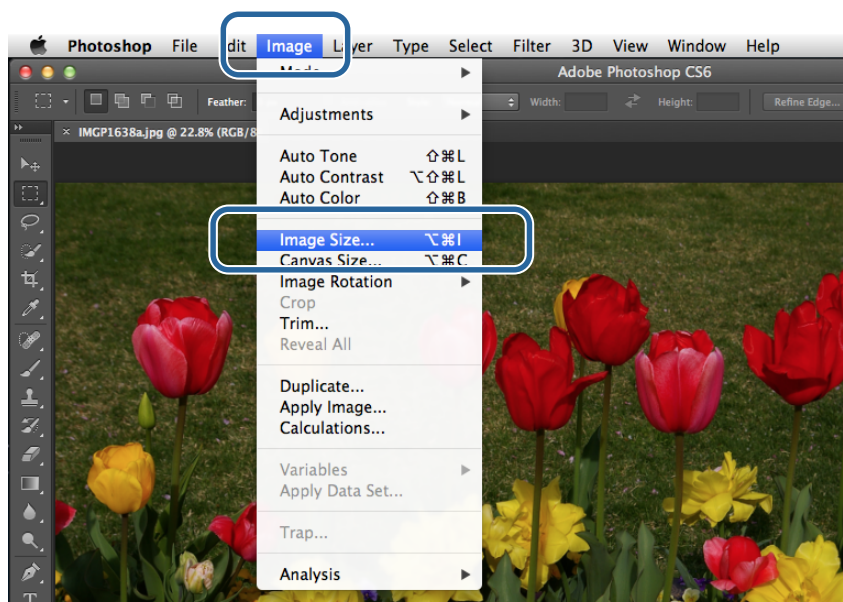 Photoshop File Edit Image Layer Type Select Filter 3D View Window Help
Mode
Adobe Photoshop CS6
Feather: Width: Height: Refine Edge...
× IMGP1638a.jpg @ 22.8% (RGB/8
Adjustments
Auto Tone ⇧⌘L
Auto Contrast ⌥⇧⌘L
Auto Color ⇧⌘B
Image Size... ⌥⌘I
Canvas Size... ⌥⌘C
Image Rotation
Crop
Trim...
Reveal All
Duplicate...
Apply Image...
Calculations...
Variables
Apply Data Set...
Trap...
Analysis
T